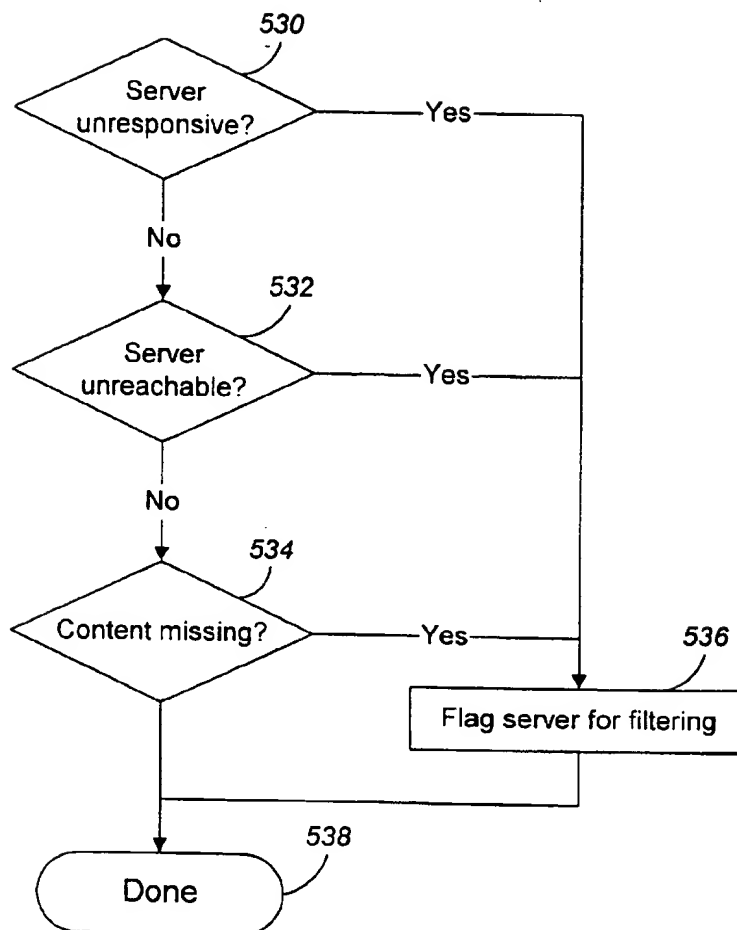 530
Server
unresponsive?
Yes
No
532
Server
unreachable?
Yes
No
534
Content missing?
Yes
536
Flag server for filtering
538
Done